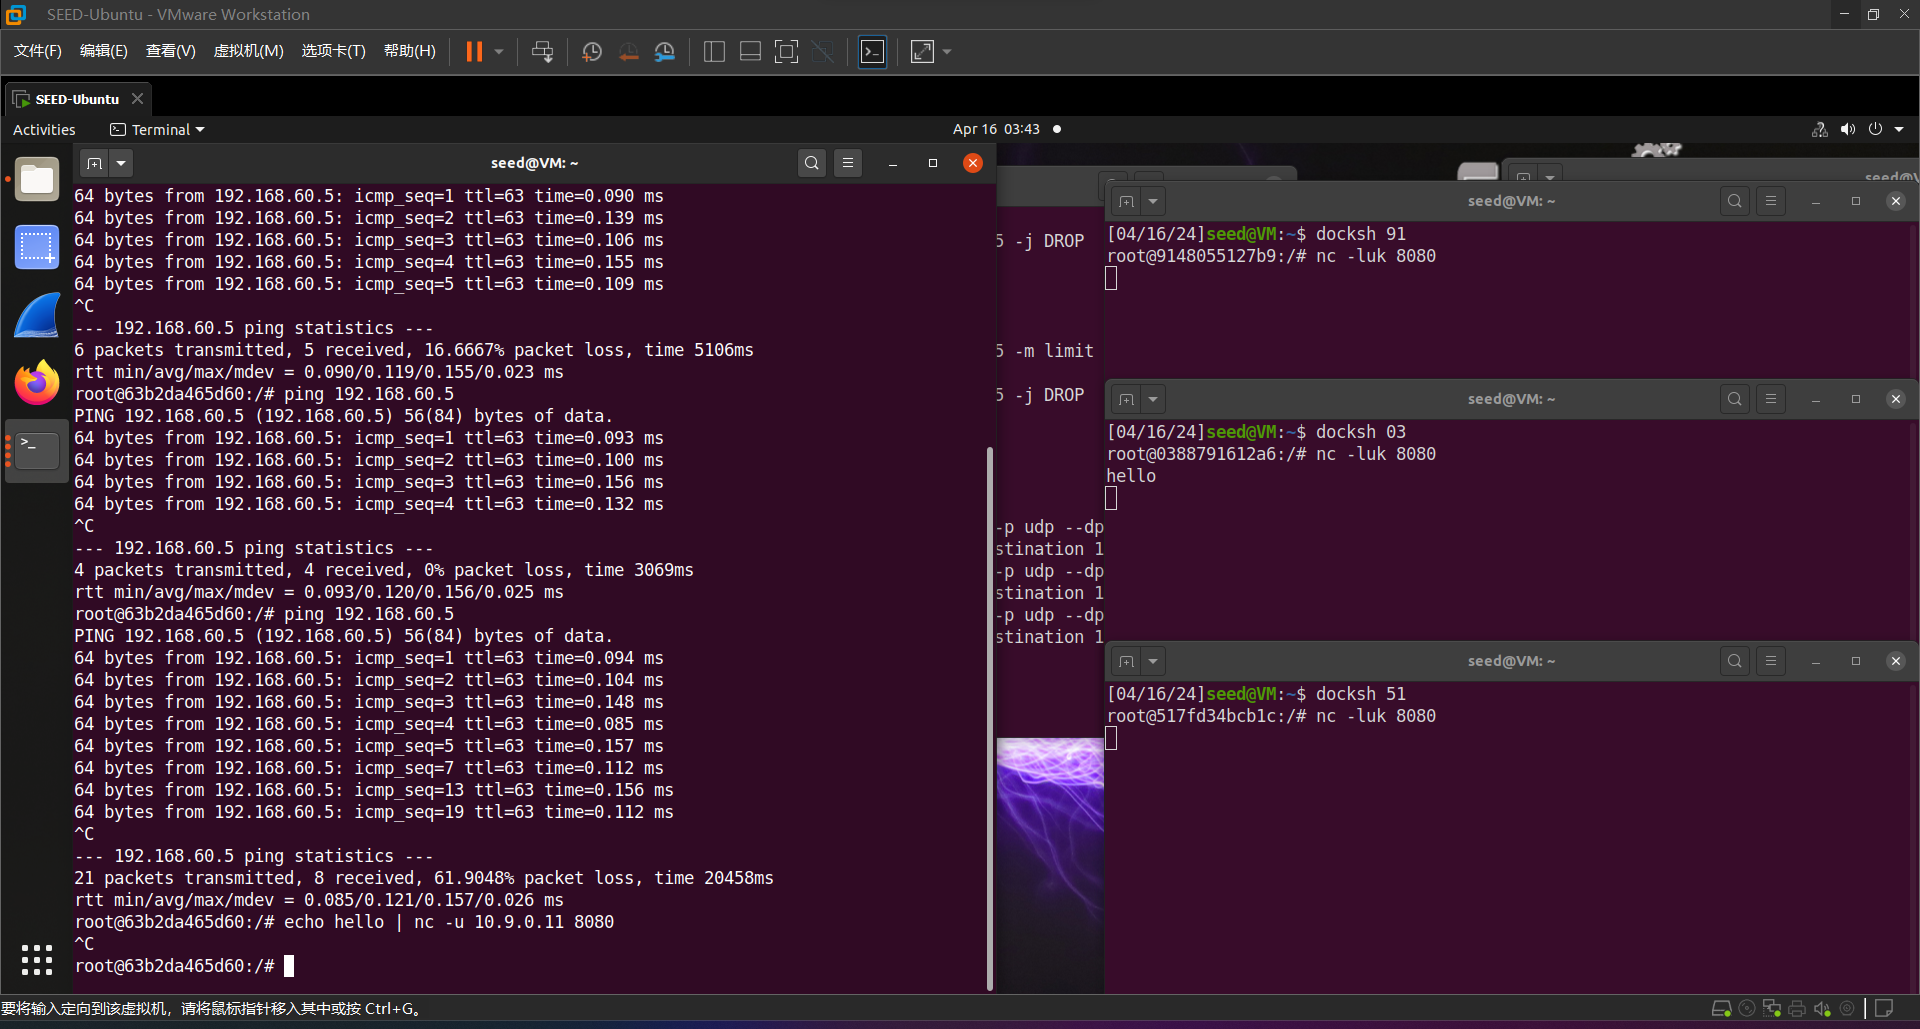 SEED-Ubuntu - VMware Workstation
文件(F) 编辑(E) 查看(V) 虚拟机(M) 选项卡(T) 帮助(H)
SEED-Ubuntu
Activities Terminal Apr 16 03:43
seed@VM: ~
64 bytes from 192.168.60.5: icmp_seq=1 ttl=63 time=0.090 ms
64 bytes from 192.168.60.5: icmp_seq=2 ttl=63 time=0.139 ms
64 bytes from 192.168.60.5: icmp_seq=3 ttl=63 time=0.106 ms
64 bytes from 192.168.60.5: icmp_seq=4 ttl=63 time=0.155 ms
64 bytes from 192.168.60.5: icmp_seq=5 ttl=63 time=0.109 ms
^C
--- 192.168.60.5 ping statistics ---
6 packets transmitted, 5 received, 16.6667% packet loss, time 5106ms
rtt min/avg/max/mdev = 0.090/0.119/0.155/0.023 ms
root@63b2da465d60:/# ping 192.168.60.5
PING 192.168.60.5 (192.168.60.5) 56(84) bytes of data.
64 bytes from 192.168.60.5: icmp_seq=1 ttl=63 time=0.093 ms
64 bytes from 192.168.60.5: icmp_seq=2 ttl=63 time=0.100 ms
64 bytes from 192.168.60.5: icmp_seq=3 ttl=63 time=0.156 ms
64 bytes from 192.168.60.5: icmp_seq=4 ttl=63 time=0.132 ms
^C
--- 192.168.60.5 ping statistics ---
4 packets transmitted, 4 received, 0% packet loss, time 3069ms
rtt min/avg/max/mdev = 0.093/0.120/0.156/0.025 ms
root@63b2da465d60:/# ping 192.168.60.5
PING 192.168.60.5 (192.168.60.5) 56(84) bytes of data.
64 bytes from 192.168.60.5: icmp_seq=1 ttl=63 time=0.094 ms
64 bytes from 192.168.60.5: icmp_seq=2 ttl=63 time=0.104 ms
64 bytes from 192.168.60.5: icmp_seq=3 ttl=63 time=0.148 ms
64 bytes from 192.168.60.5: icmp_seq=4 ttl=63 time=0.085 ms
64 bytes from 192.168.60.5: icmp_seq=5 ttl=63 time=0.157 ms
64 bytes from 192.168.60.5: icmp_seq=7 ttl=63 time=0.112 ms
64 bytes from 192.168.60.5: icmp_seq=13 ttl=63 time=0.156 ms
64 bytes from 192.168.60.5: icmp_seq=19 ttl=63 time=0.112 ms
^C
--- 192.168.60.5 ping statistics ---
21 packets transmitted, 8 received, 61.9048% packet loss, time 20458ms
rtt min/avg/max/mdev = 0.085/0.121/0.157/0.026 ms
root@63b2da465d60:/# echo hello | nc -u 10.9.0.11 8080
^C
root@63b2da465d60:/#
5 -j DROP
5 -m limit
5 -j DROP
-p udp --dp
stination 1
-p udp --dp
stination 1
-p udp --dp
stination 1
seed@V
seed@VM: ~
[04/16/24]seed@VM:~$ docksh 91
root@9148055127b9:/# nc -luk 8080
seed@VM: ~
[04/16/24]seed@VM:~$ docksh 03
root@0388791612a6:/# nc -luk 8080
hello
seed@VM: ~
[04/16/24]seed@VM:~$ docksh 51
root@517fd34bcb1c:/# nc -luk 8080
要将输入定向到该虚拟机，请将鼠标指针移入其中或按 Ctrl+G。